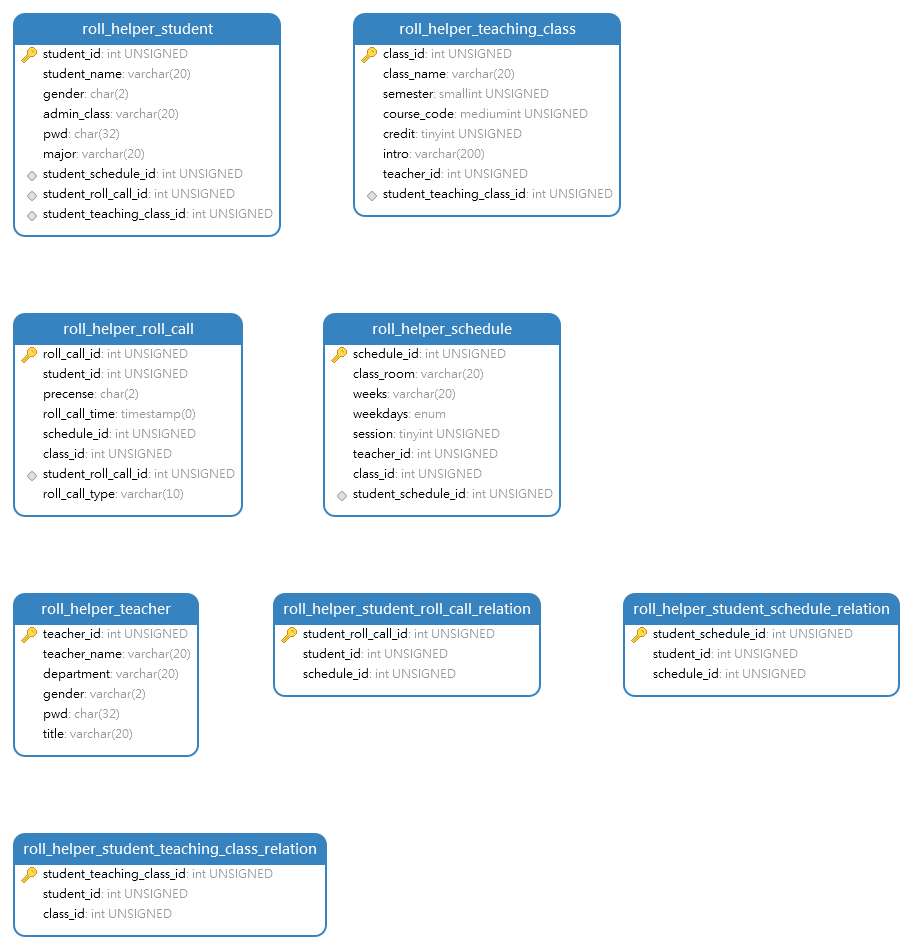 roll_helper_student
student_id: int UNSIGNED
student_name: varchar(20)
gender: char(2)
admin_class: varchar(20)
pwd: char(32)
major: varchar(20)
student_schedule_id: int UNSIGNED
student_roll_call_id: int UNSIGNED
student_teaching_class_id: int UNSIGNED
roll_helper_teaching_class
class_id: int UNSIGNED
class_name: varchar(20)
semester: smallint UNSIGNED
course_code: mediumint UNSIGNED
credit: tinyint UNSIGNED
intro: varchar(200)
teacher_id: int UNSIGNED
student_teaching_class_id: int UNSIGNED
roll_helper_roll_call
roll_call_id: int UNSIGNED
student_id: int UNSIGNED
precense: char(2)
roll_call_time: timestamp(0)
schedule_id: int UNSIGNED
class_id: int UNSIGNED
student_roll_call_id: int UNSIGNED
roll_call_type: varchar(10)
roll_helper_schedule
schedule_id: int UNSIGNED
class_room: varchar(20)
weeks: varchar(20)
weekdays: enum
session: tinyint UNSIGNED
teacher_id: int UNSIGNED
class_id: int UNSIGNED
student_schedule_id: int UNSIGNED
roll_helper_teacher
teacher_id: int UNSIGNED
teacher_name: varchar(20)
department: varchar(20)
gender: varchar(2)
pwd: char(32)
title: varchar(20)
roll_helper_student_roll_call_relation
student_roll_call_id: int UNSIGNED
student_id: int UNSIGNED
schedule_id: int UNSIGNED
roll_helper_student_schedule_relation
student_schedule_id: int UNSIGNED
student_id: int UNSIGNED
schedule_id: int UNSIGNED
roll_helper_student_teaching_class_relation
student_teaching_class_id: int UNSIGNED
student_id: int UNSIGNED
class_id: int UNSIGNED